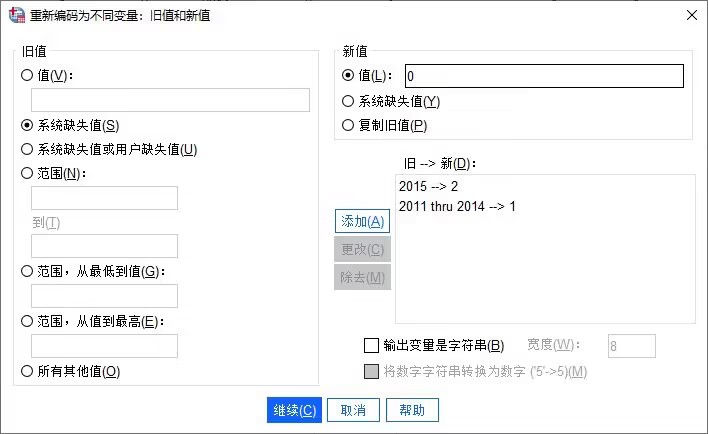 重新编码为不同变量：旧值和新值
旧值
值(V)：
系统缺失值(S)
系统缺失值或用户缺失值(U)
范围(N)：
到(T)
范围，从最低到值(G)：
范围，从值到最高(E)：
所有其他值(O)
新值
值(L)：
0
系统缺失值(Y)
复制旧值(P)
旧 --> 新(D)：
添加(A)
更改(C)
除去(M)
2015 --> 2
2011 thru 2014 --> 1
输出变量是字符串(B)
宽度(W)：
8
将数字字符串转换为数字 ('5'->5)(M)
继续(C)
取消
帮助